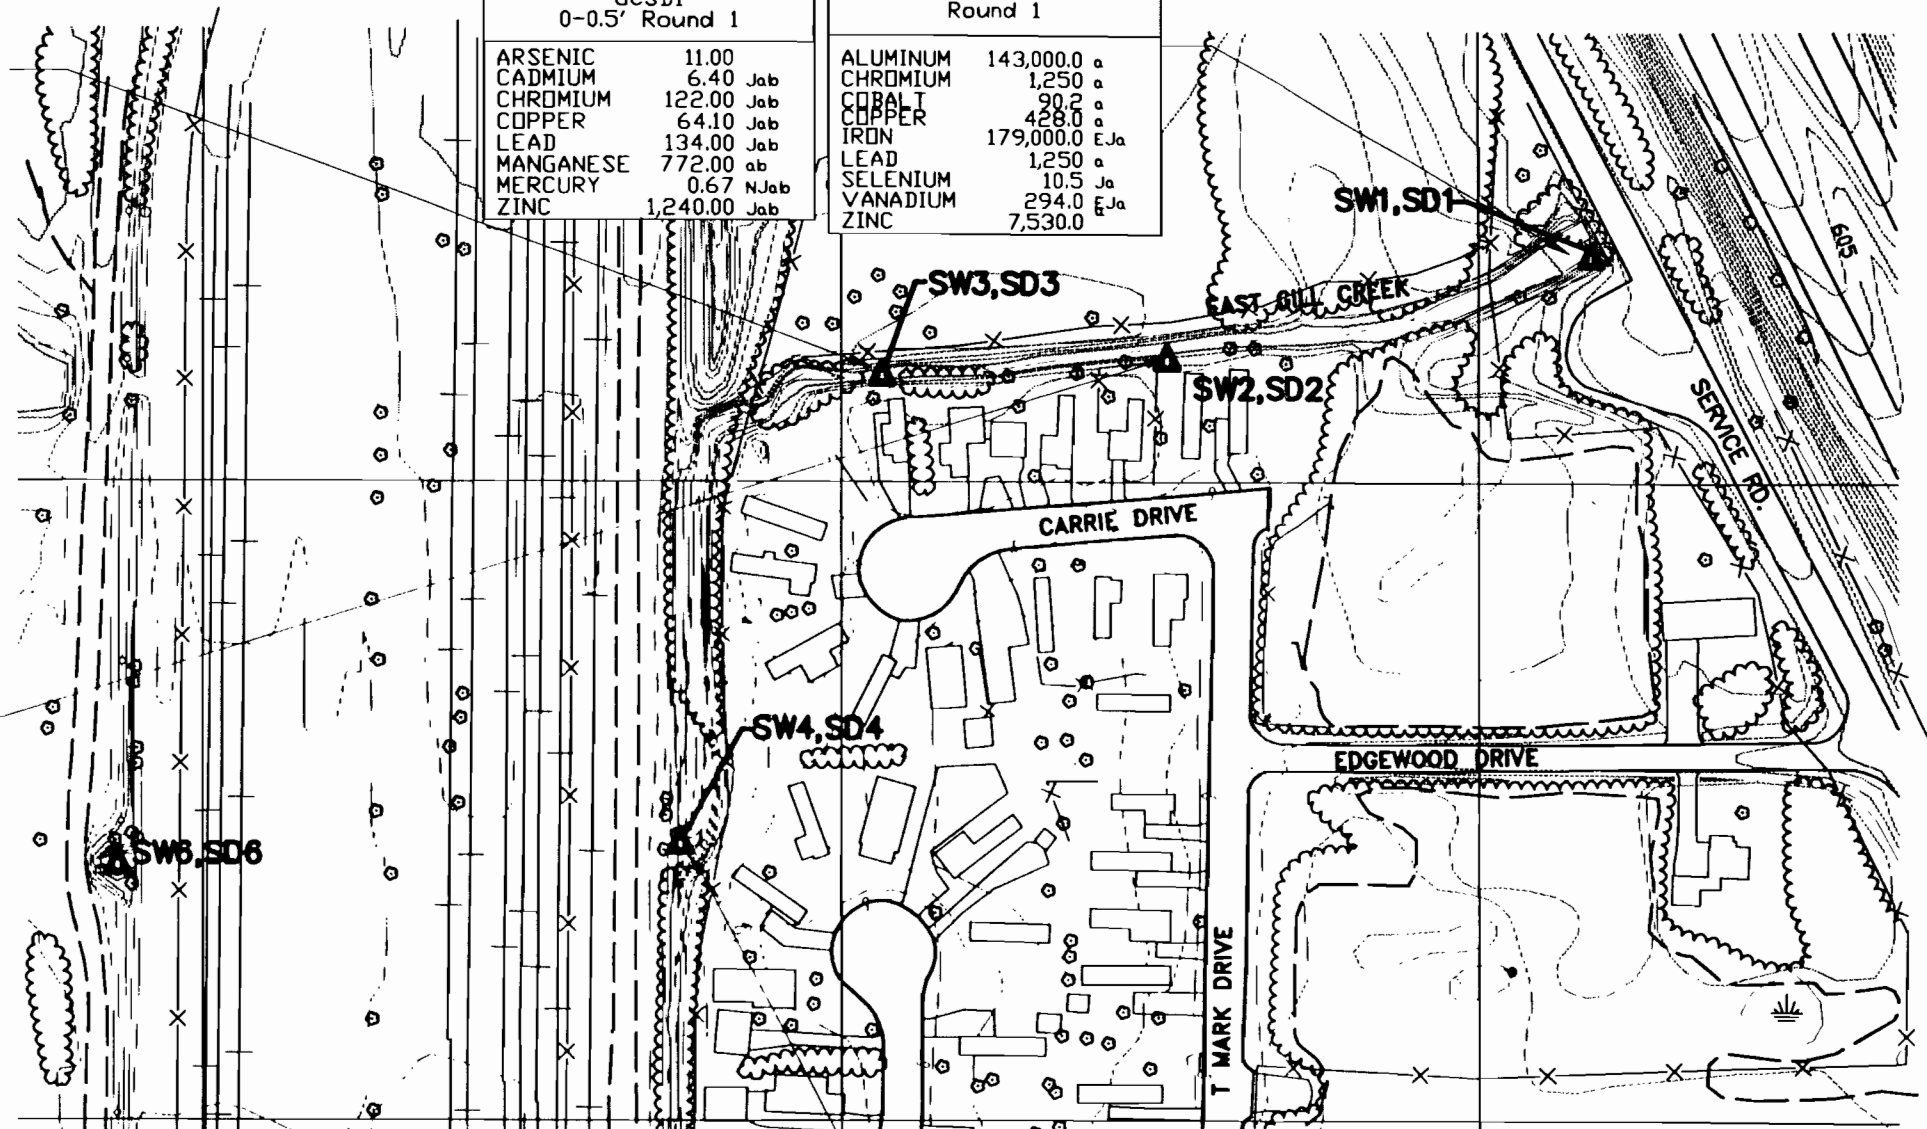 0-0.5' Round 1
ARSENIC 11.00
CADMIUM 6.40 Jab
CHROMIUM 122.00 Jab
COPPER 64.10 Jab
LEAD 134.00 Jab
MANGANESE 772.00 ab
MERCURY 0.67 NJab
ZINC 1,240.00 Jab
Round 1
ALUMINUM 143,000.0 a
CHROMIUM 1,250 a
COBALT 90.2 a
COPPER 428.0 a
IRON 179,000.0 EJa
LEAD 1,250 a
SELENIUM 10.5 Ja
VANADIUM 294.0 EJa
ZINC 7,530.0
SW1,SD1
605
SW3,SD3
EAST GILL CREEK
SW2,SD2
SERVICE RD.
CARRIE DRIVE
SW4,SD4
EDGEWOOD DRIVE
SW6,SD6
T MARK DRIVE